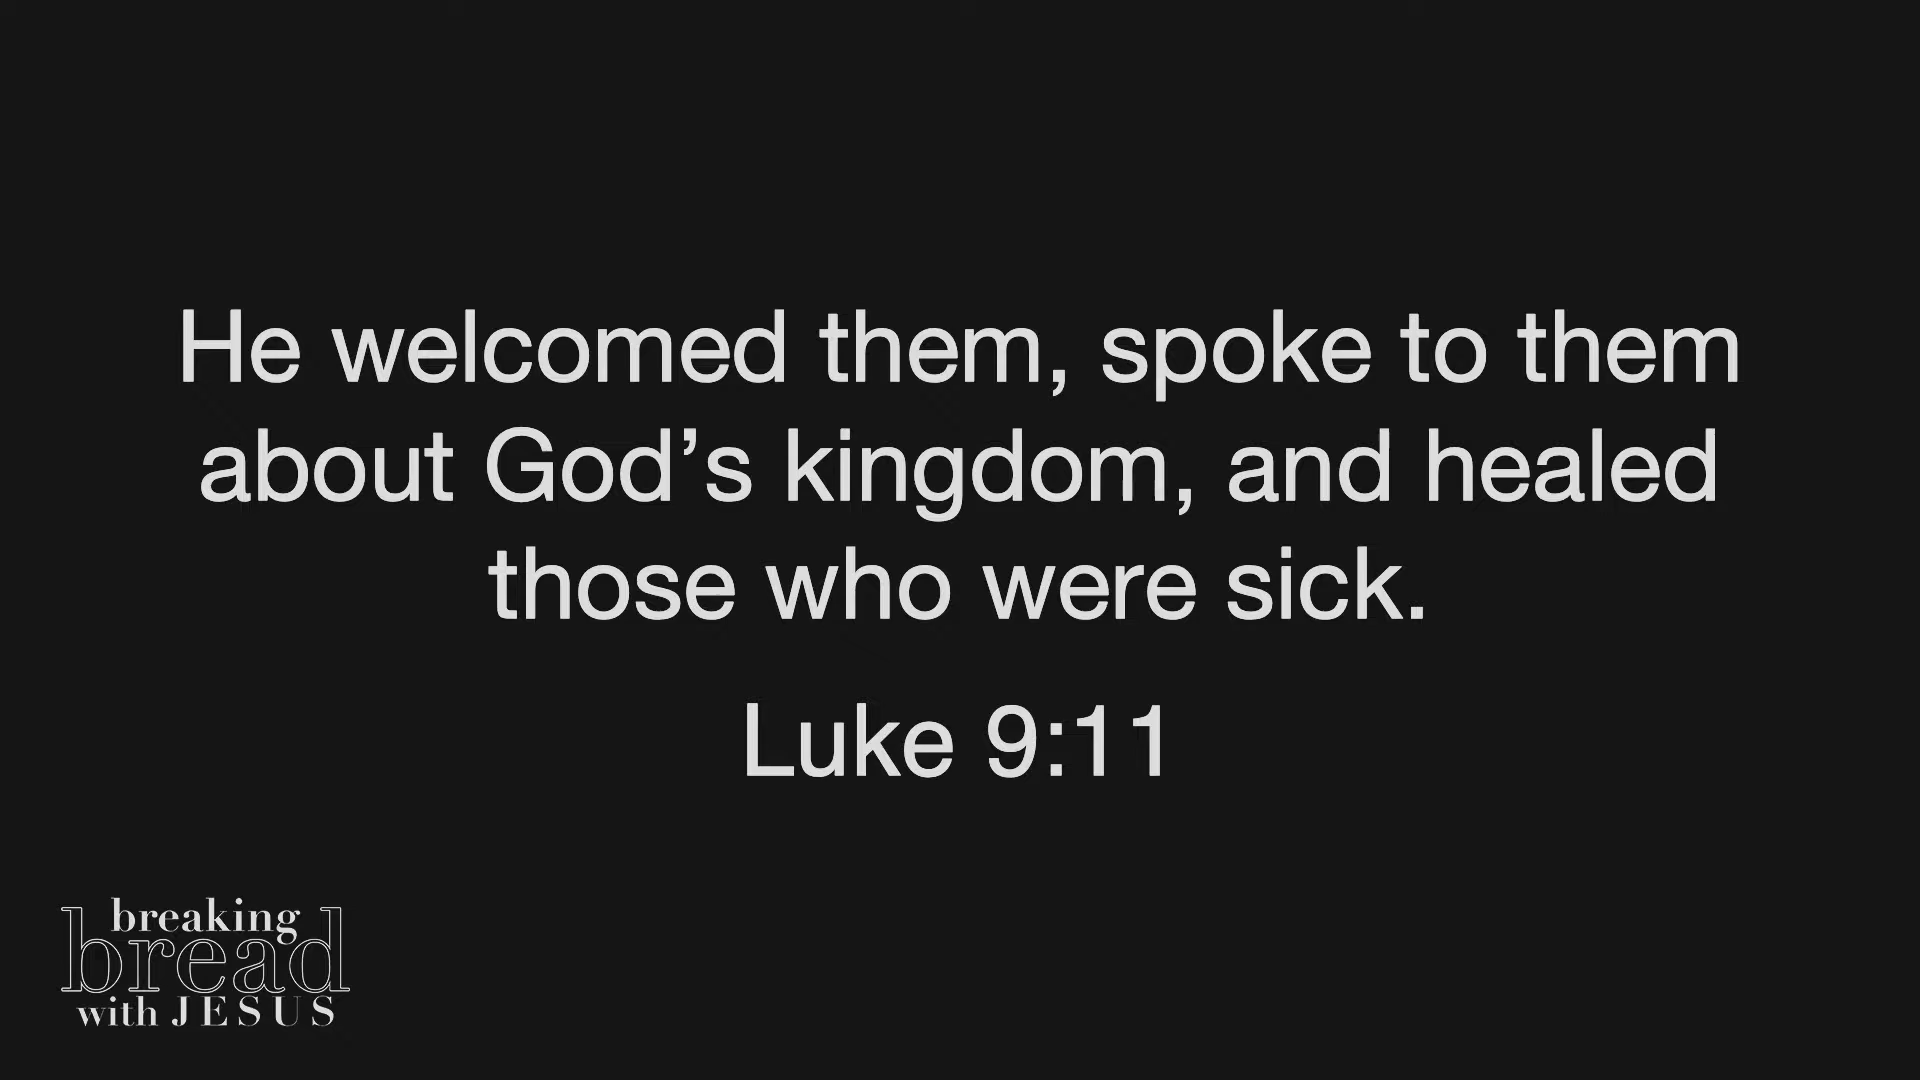 He welcomed them, spoke to them
about God’s kingdom, and healed
those who were sick.
Luke 9:11
breaking
bread
with JESUS